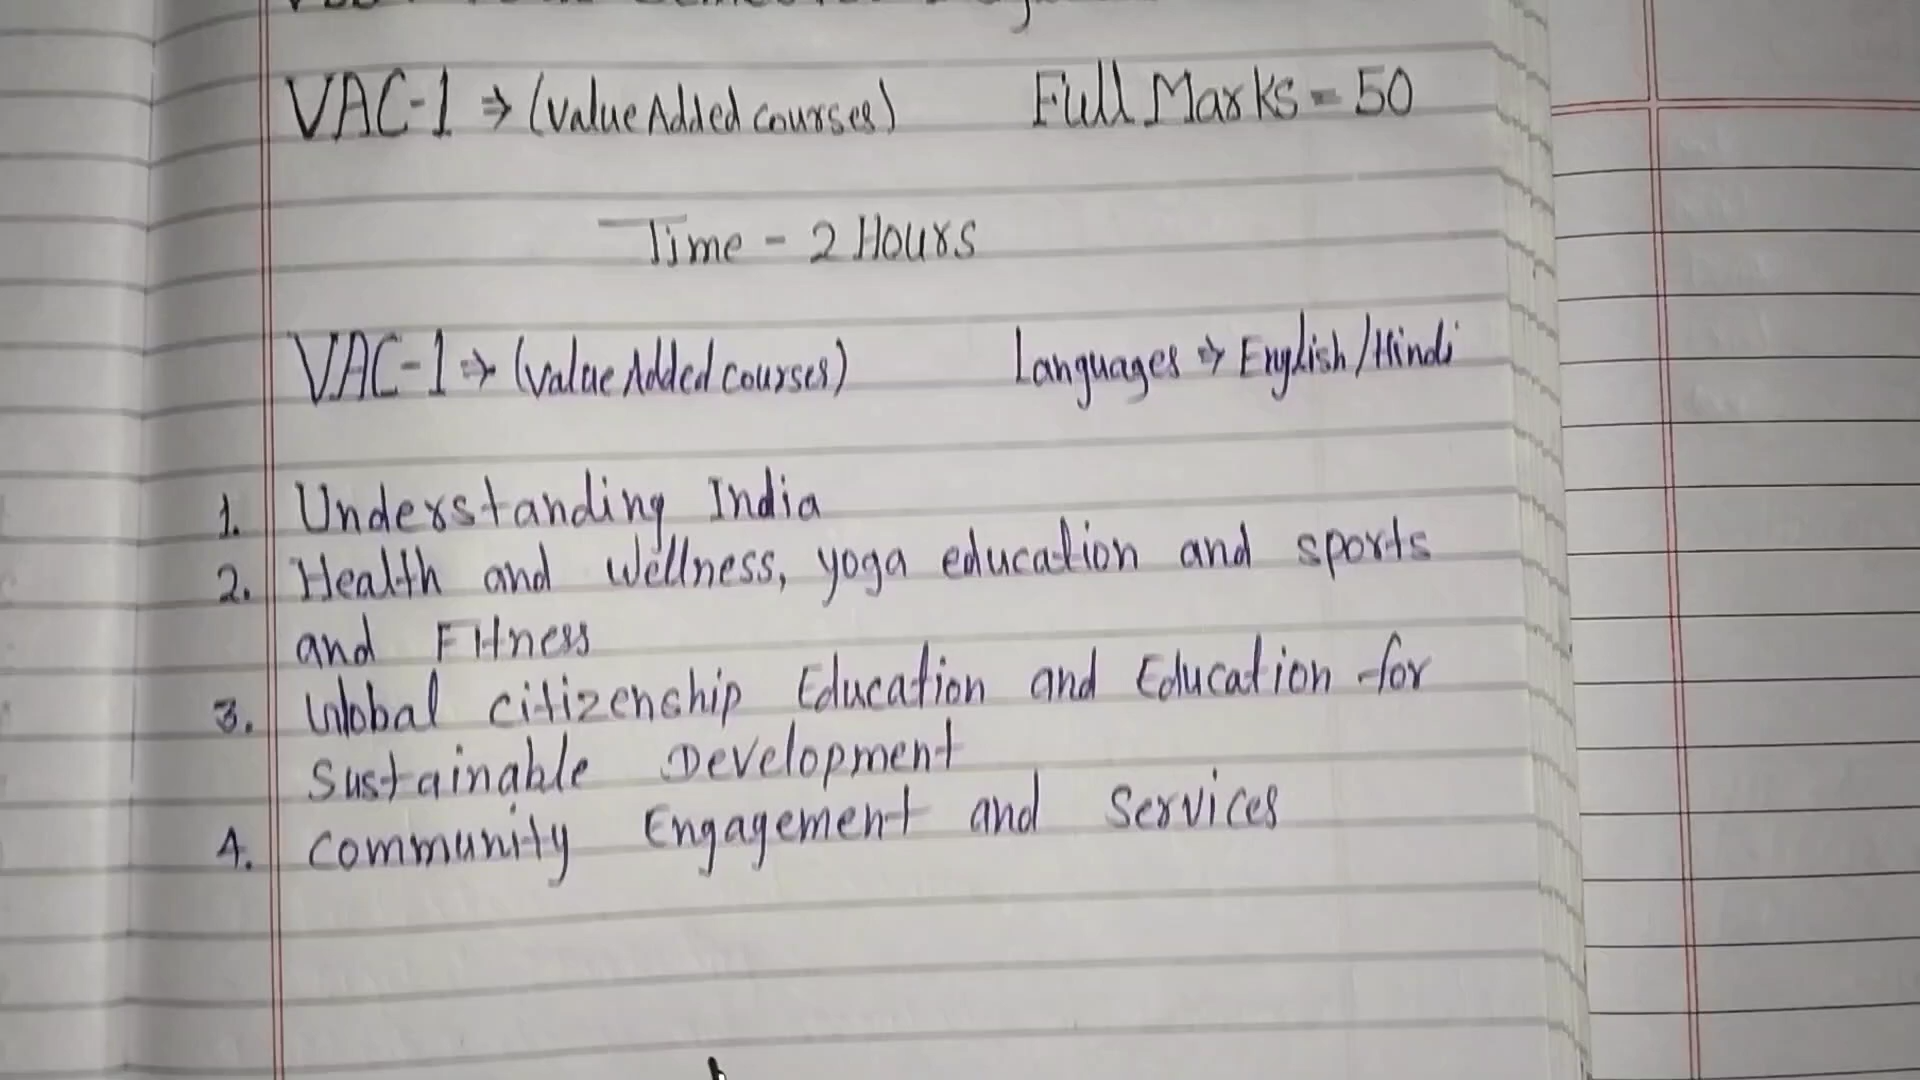 VAC-1 ⇒ (Value Added courses) Full Marks - 50
Time - 2 Hours
VAC-1 ⇒ (Value Added courses) Languages ⇒ English/Hindi
1. Understanding India
2. Health and Wellness, yoga education and sports
and Fitness
3. Global citizenship Education and Education for
Sustainable Development
4. Community Engagement and Services